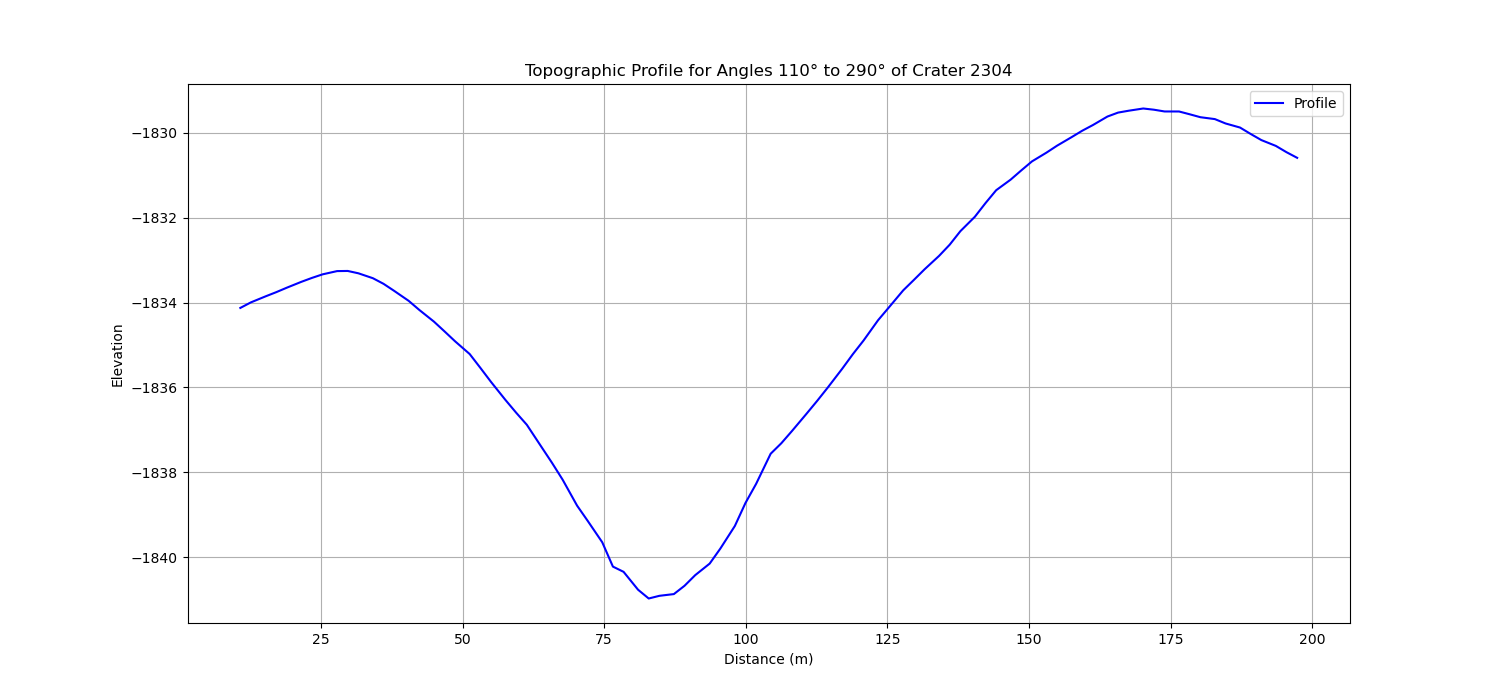 Topographic Profile for Angles 110° to 290° of Crater 2304
Profile
−1830
−1832
−1834
−1836
−1838
−1840
Elevation
25 50 75 100 125 150 175 200
Distance (m)